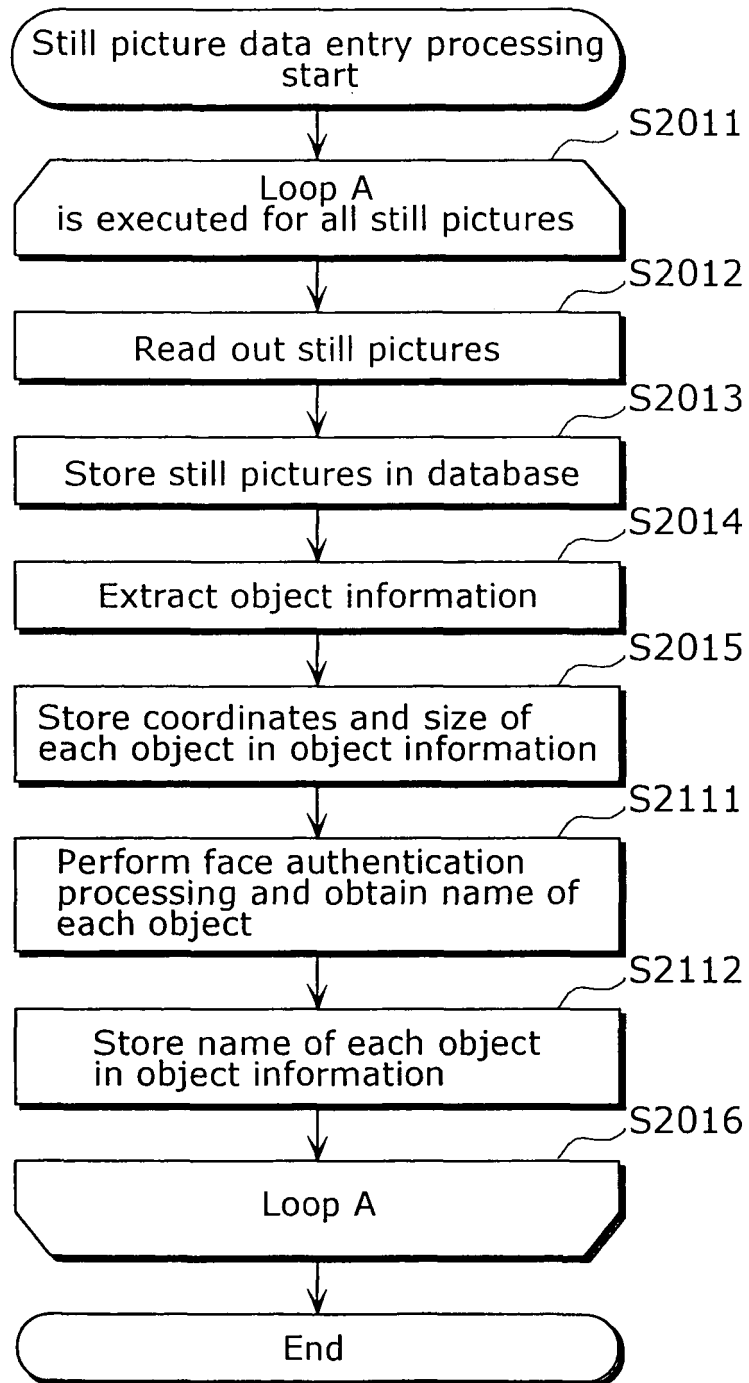 Still picture data entry processing
start
S2011
Loop A
is executed for all still pictures
S2012
Read out still pictures
S2013
Store still pictures in database
S2014
Extract object information
S2015
Store coordinates and size of
each object in object information
S2111
Perform face authentication
processing and obtain name of
each object
S2112
Store name of each object
in object information
S2016
Loop A
End